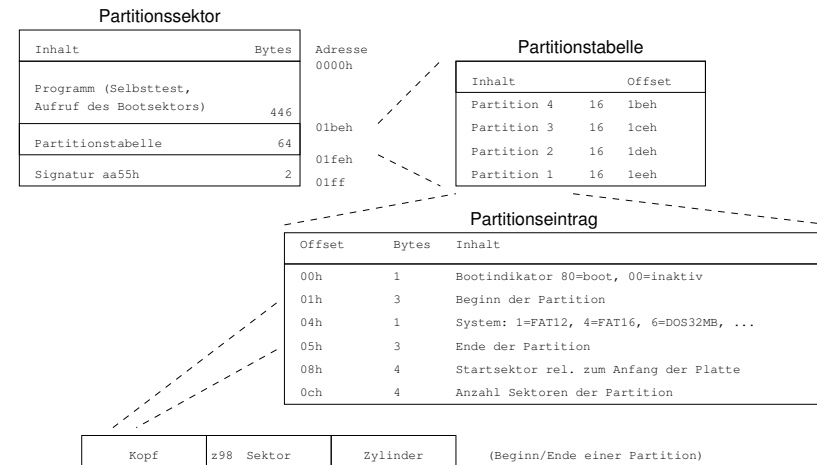 Partitionssektor
Inhalt Bytes Adresse
0000h
Programm (Selbsttest,
Aufruf des Bootsektors) 446
01beh
Partitionstabelle 64
01feh
Signatur aa55h 2
01ff
Partitionstabelle
Inhalt Offset
Partition 4 16 1beh
Partition 3 16 1ceh
Partition 2 16 1deh
Partition 1 16 1eeh
Partitionseintrag
Offset Bytes Inhalt
00h 1 Bootindikator 80=boot, 00=inaktiv
01h 3 Beginn der Partition
04h 1 System: 1=FAT12, 4=FAT16, 6=DOS32MB, ...
05h 3 Ende der Partition
08h 4 Startsektor rel. zum Anfang der Platte
0ch 4 Anzahl Sektoren der Partition
Kopf z98 Sektor Zylinder (Beginn/Ende einer Partition)